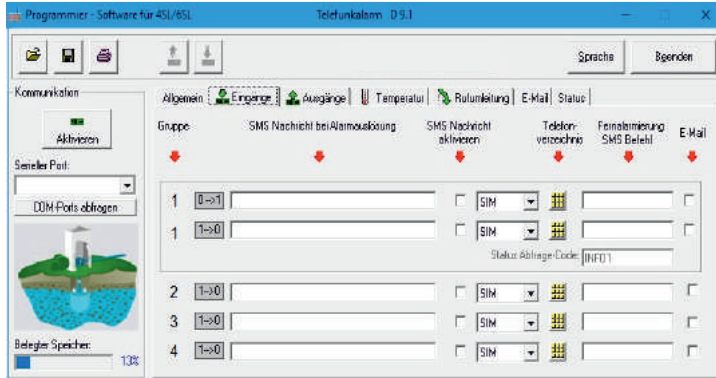 Programmier - Software für 4SL/6SL Telefunkalarm D 9.1
Sprache Beenden
Kommunikation
Aktivieren
Serieller Port:
COM-Ports abfragen
Belegter Speicher:
13%
Allgemein Eingänge Ausgänge Temperatur Rufumleitung E-Mail Status
Gruppe SMS Nachricht bei Alarmauslösung SMS Nachricht Telefon- Fernalarmierung E-Mail
aktivieren verzeichnis SMS Befehl
1 0->1 SIM
1 1->0 SIM
Status Abfrage-Code: INFO1
2 1->0 SIM
3 1->0 SIM
4 1->0 SIM